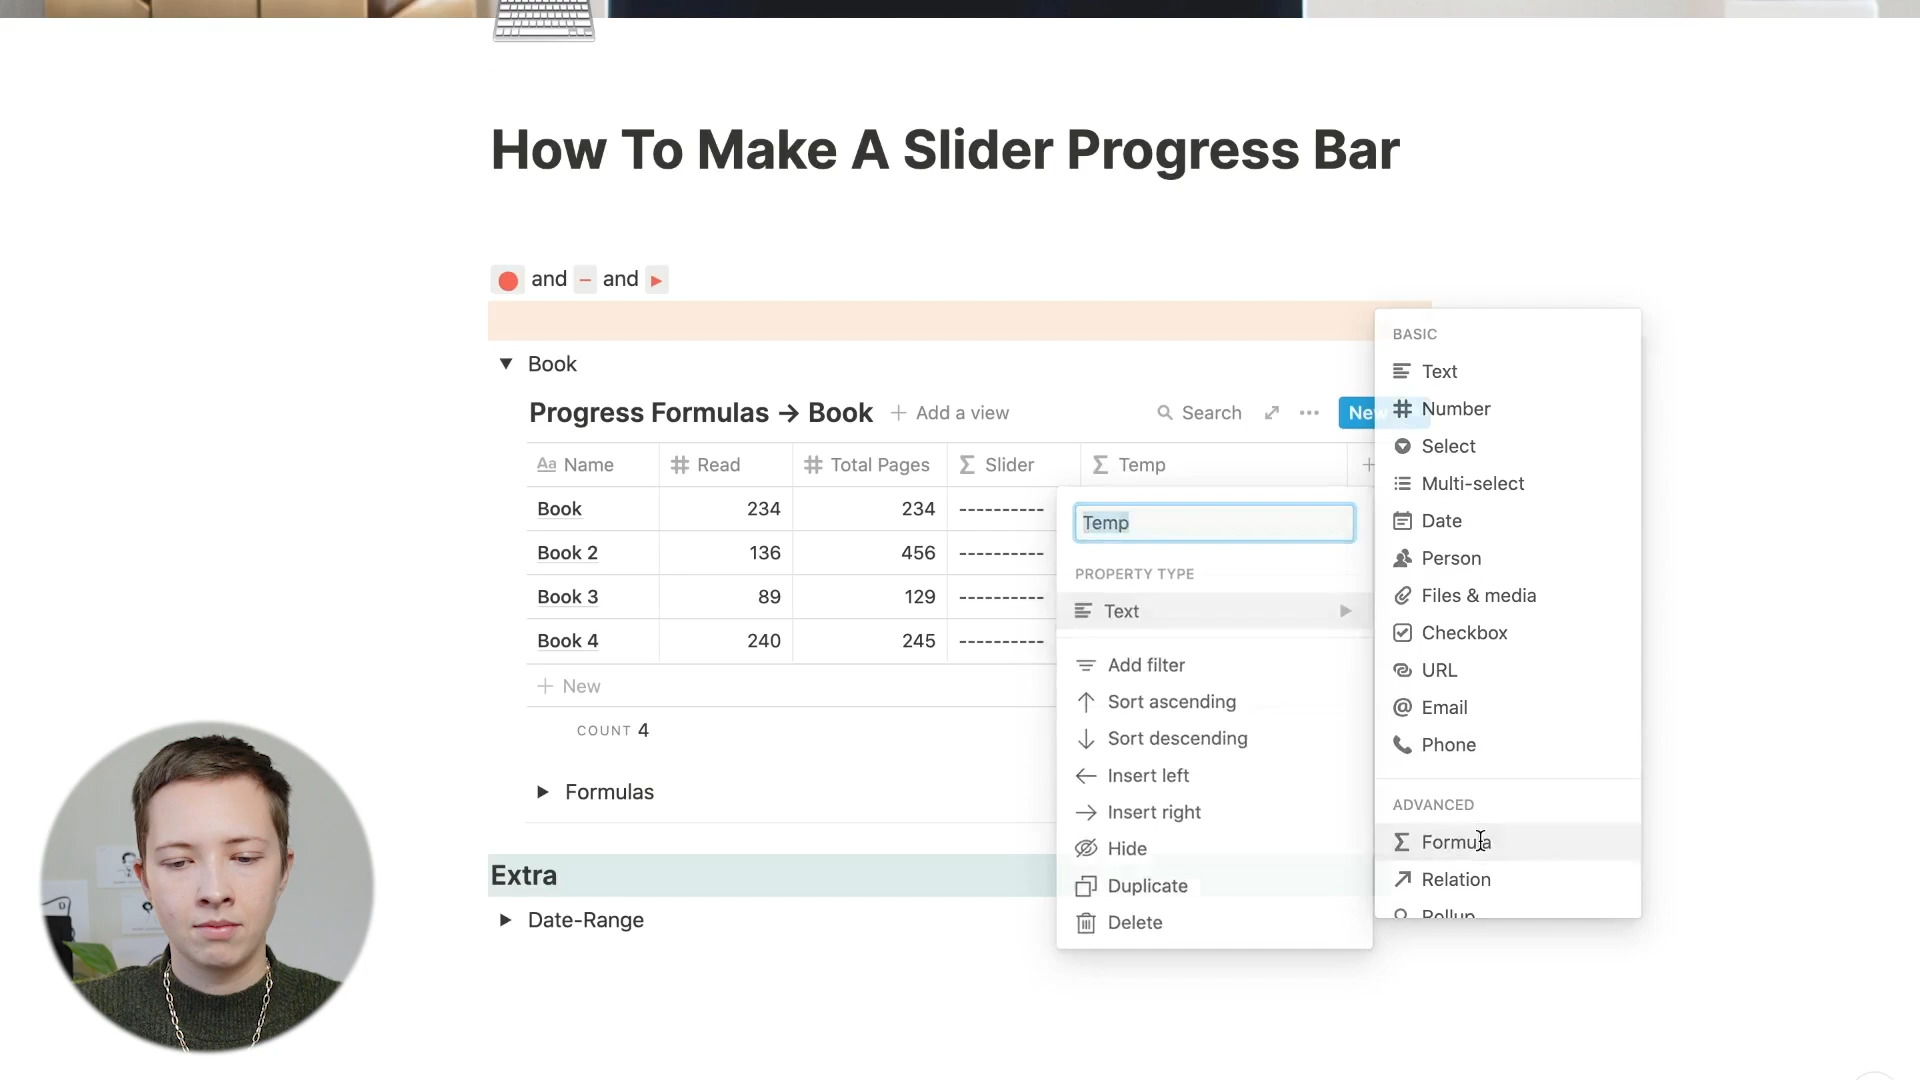 How To Make A Slider Progress Bar
and – and
Book
Progress Formulas → Book + Add a view Search New
Aa Name # Read # Total Pages Σ Slider Σ Temp +
Book 234 234 ----------
Book 2 136 456 ----------
Book 3 89 129 ----------
Book 4 240 245 ----------
+ New
COUNT 4
Formulas
Extra
Date-Range
Temp
PROPERTY TYPE
Text
Add filter
Sort ascending
Sort descending
Insert left
Insert right
Hide
Duplicate
Delete
BASIC
Text
Number
Select
Multi-select
Date
Person
Files & media
Checkbox
URL
Email
Phone
ADVANCED
Formula
Relation
Rollup